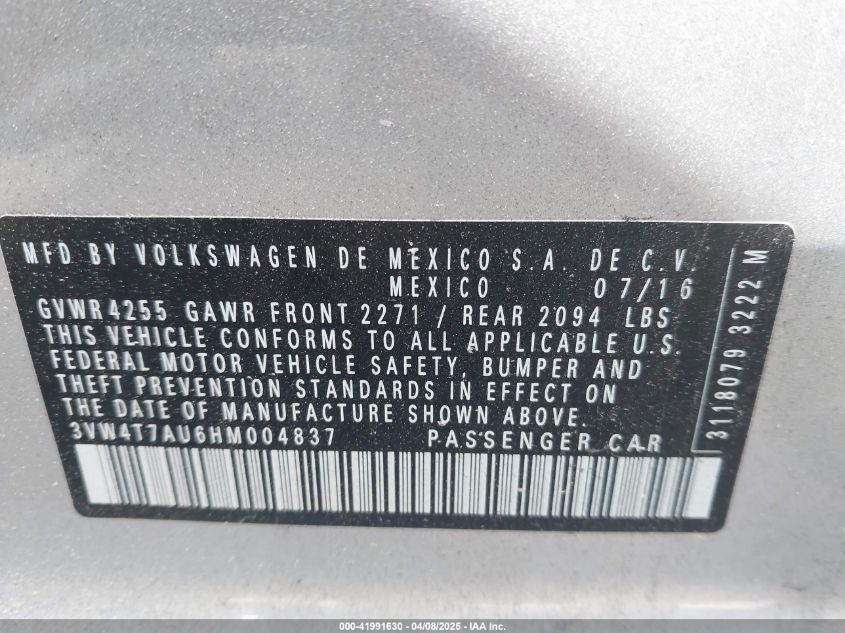 MFD BY VOLKSWAGEN DE MEXICO S.A. DE C.V.
MEXICO 07/16
GVWR4255 GAWR FRONT 2271 / REAR 2094 LBS
THIS VEHICLE CONFORMS TO ALL APPLICABLE U.S.
FEDERAL MOTOR VEHICLE SAFETY, BUMPER AND
THEFT PREVENTION STANDARDS IN EFFECT ON
THE DATE OF MANUFACTURE SHOWN ABOVE.
3VW4T7AU6HM004837 PASSENGER CAR
3118079 3222 M
000-41991630 - 04/08/2025 - IAA Inc.